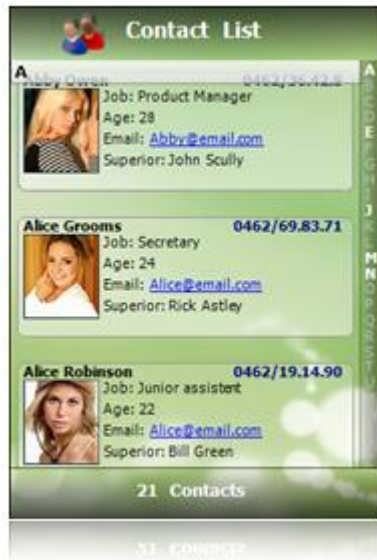 Contact List
A
Abby Owen 0462/36.42.8
Job: Product Manager
Age: 28
Email: Abby@email.com
Superior: John Scully
Alice Grooms 0462/69.83.71
Job: Secretary
Age: 24
Email: Alice@email.com
Superior: Rick Astley
Alice Robinson 0462/19.14.90
Job: Junior assistent
Age: 22
Email: Alice@email.com
Superior: Bill Green
A
B
C
D
E
F
G
H
I
J
K
L
M
N
O
P
Q
R
S
T
U
21 Contacts